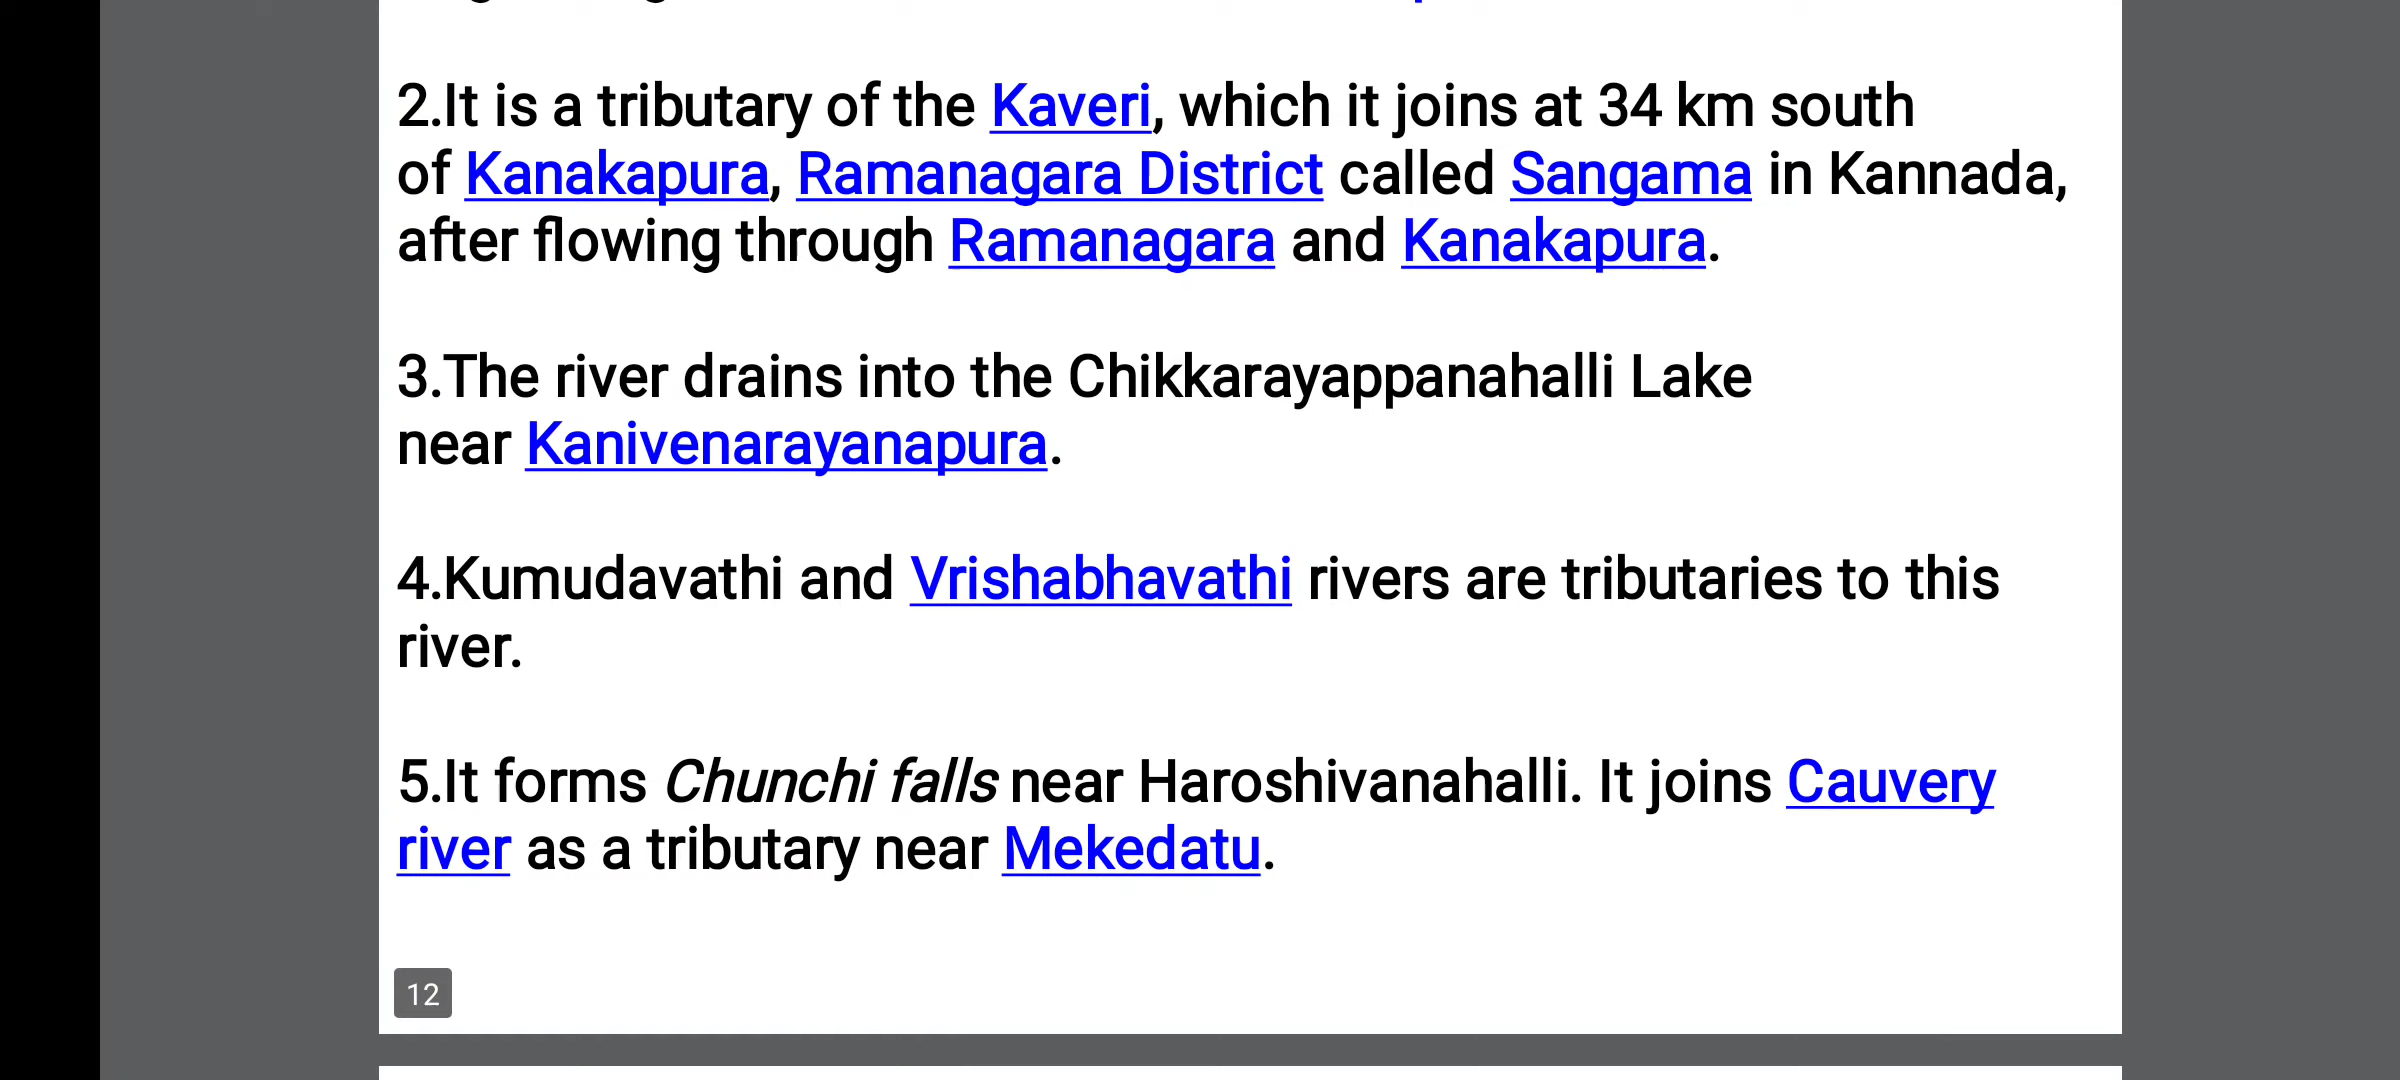 2.It is a tributary of the Kaveri, which it joins at 34 km south
of Kanakapura, Ramanagara District called Sangama in Kannada,
after flowing through Ramanagara and Kanakapura.
3.The river drains into the Chikkarayappanahalli Lake
near Kanivenarayanapura.
4.Kumudavathi and Vrishabhavathi rivers are tributaries to this
river.
5.It forms Chunchi falls near Haroshivanahalli. It joins Cauvery
river as a tributary near Mekedatu.
12